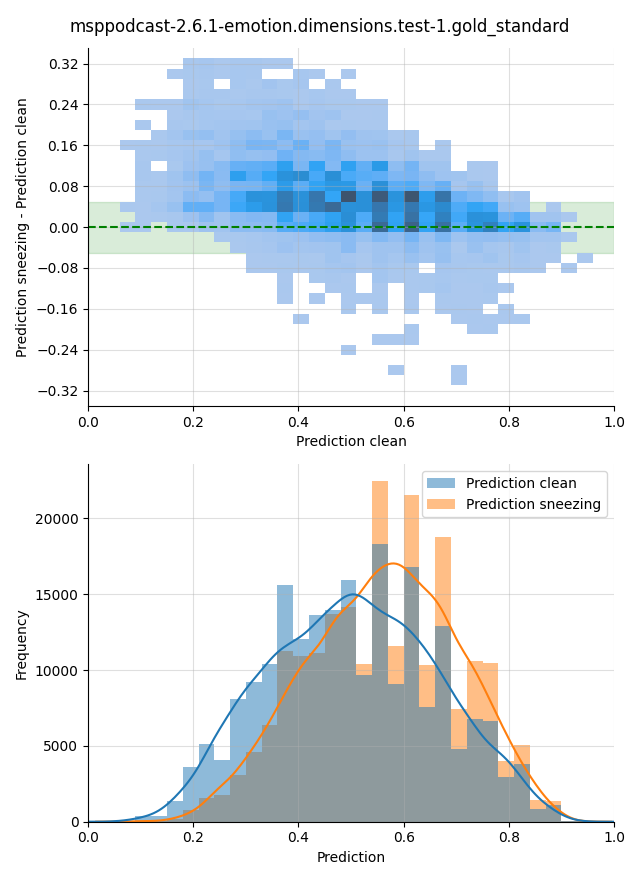 msppodcast-2.6.1-emotion.dimensions.test-1.gold_standard
Prediction sneezing - Prediction clean
0.32
0.24
0.16
0.08
0.00
−0.08
−0.16
−0.24
−0.32
0.0 0.2 0.4 0.6 0.8 1.0
Prediction clean
Prediction clean
Prediction sneezing
Frequency
20000
15000
10000
5000
0
0.0 0.2 0.4 0.6 0.8 1.0
Prediction